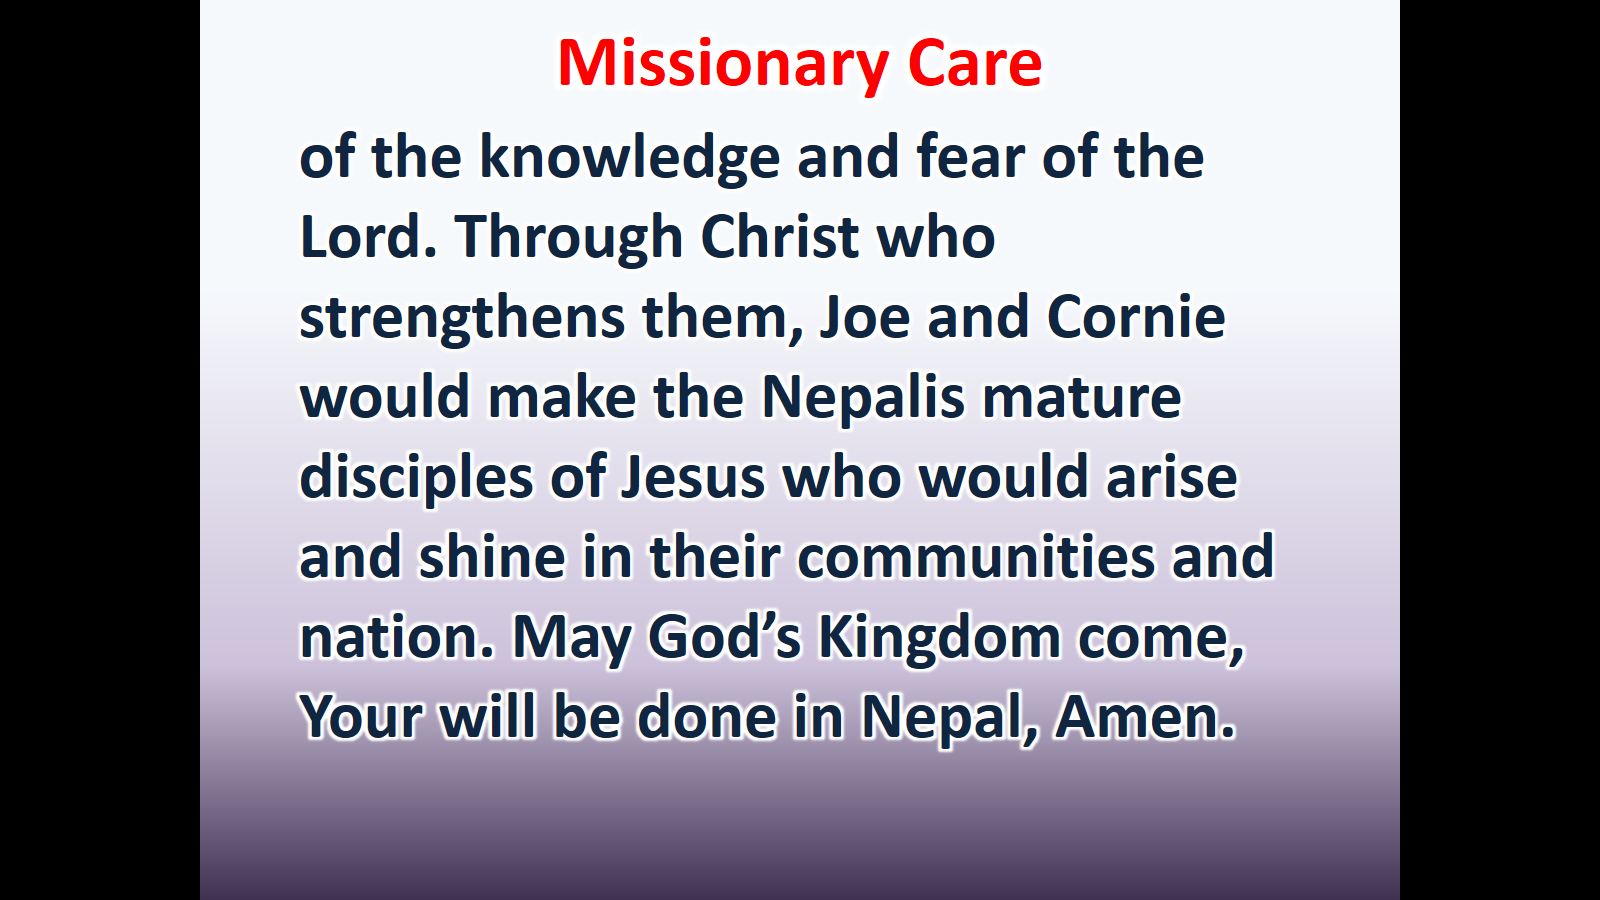 Missionary Care
of the knowledge and fear of the
Lord. Through Christ who
strengthens them, Joe and Cornie
would make the Nepalis mature
disciples of Jesus who would arise
and shine in their communities and
nation. May God’s Kingdom come,
Your will be done in Nepal, Amen.